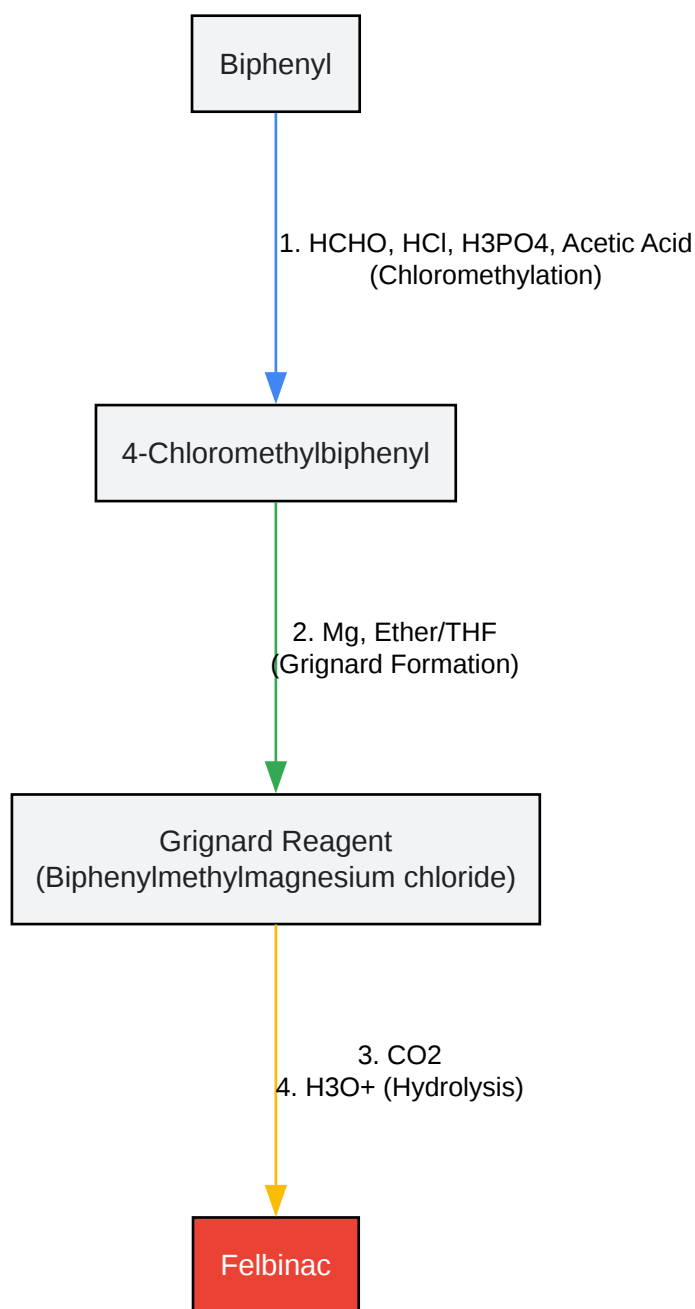 Biphenyl
1. HCHO, HCl, H3PO4, Acetic Acid
(Chloromethylation)
4-Chloromethylbiphenyl
2. Mg, Ether/THF
(Grignard Formation)
Grignard Reagent
(Biphenylmethylmagnesium chloride)
3. CO2
4. H3O+ (Hydrolysis)
Felbinac